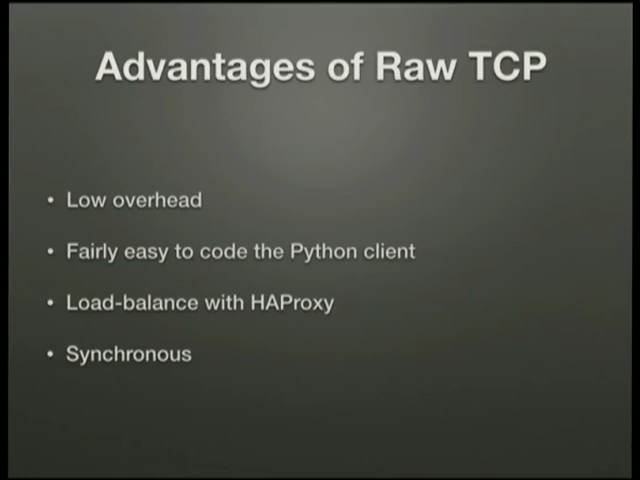 Advantages of Raw TCP
• Low overhead
• Fairly easy to code the Python client
• Load-balance with HAProxy
• Synchronous